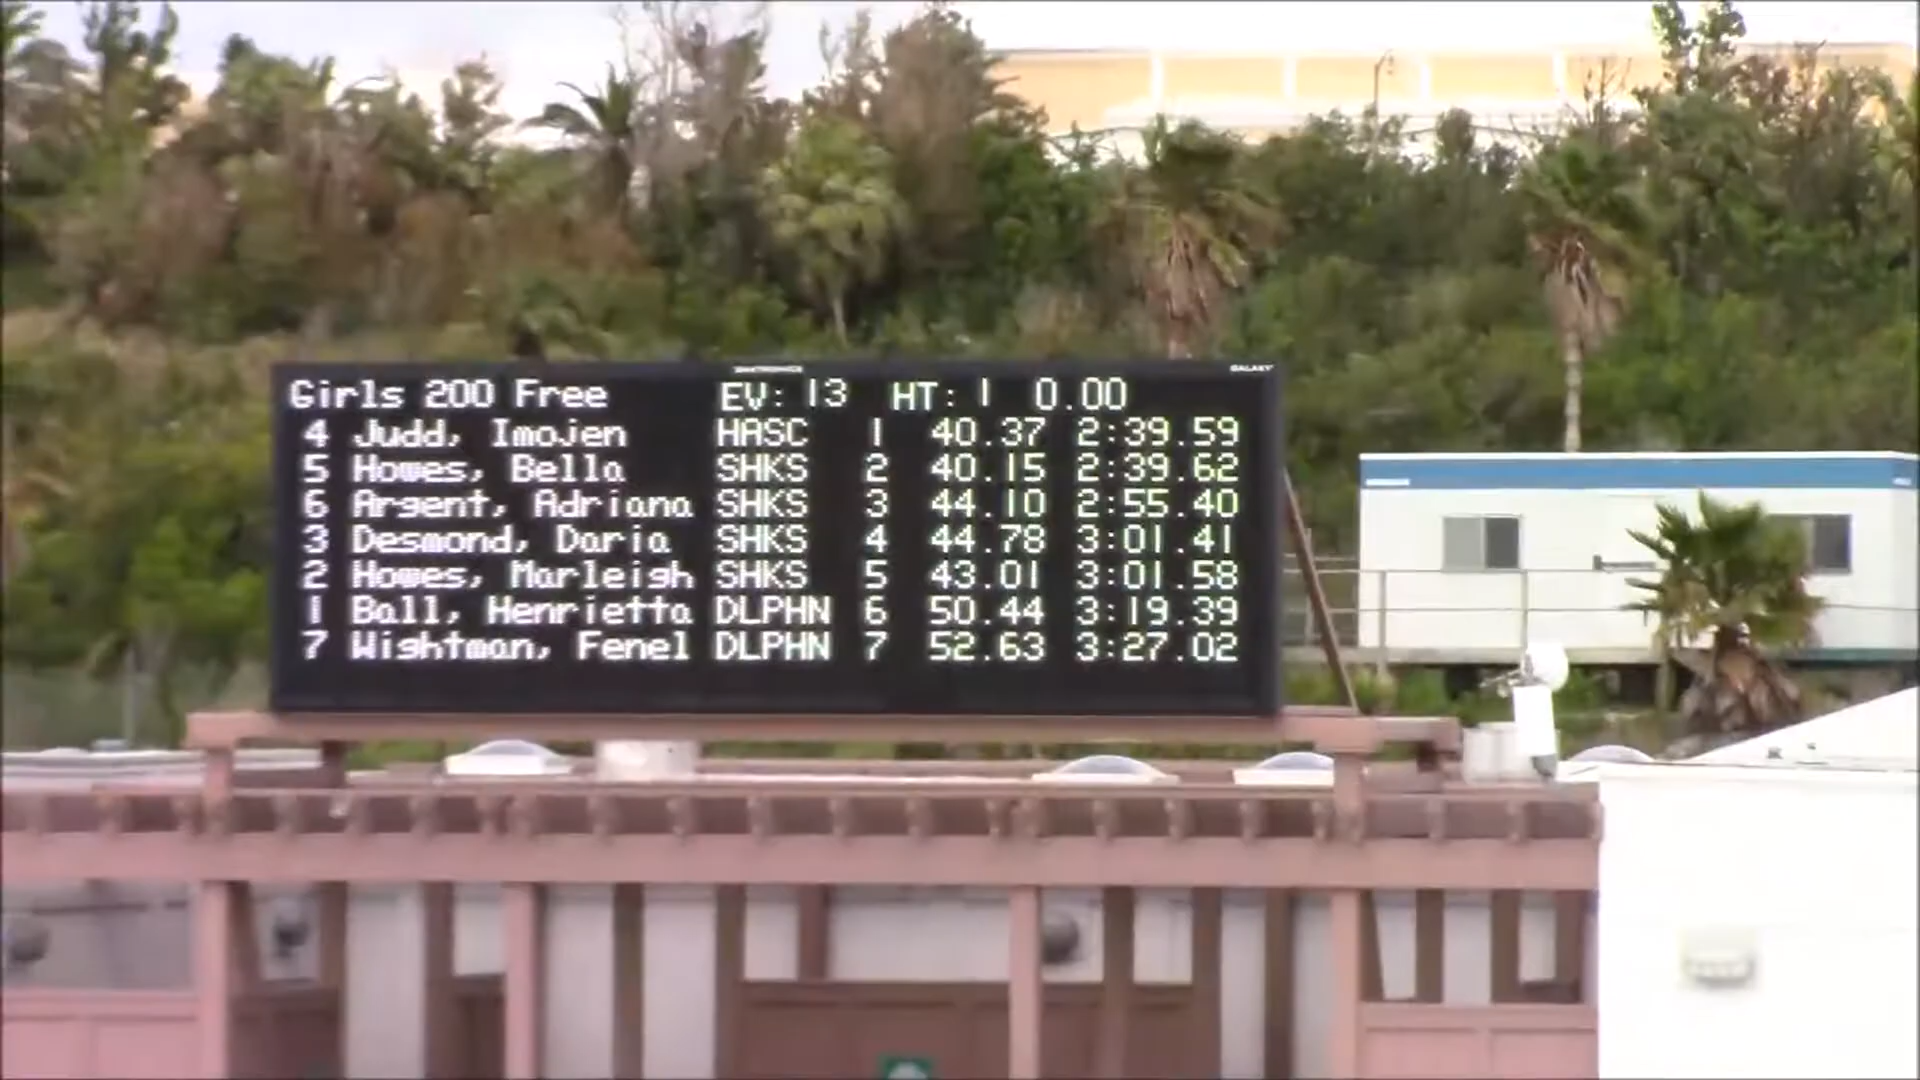 GALAXY
Girls 200 Free EV: 13 HT: 1 0.00
4 Judd, Imojen HASC 1 40.37 2:39.59
5 Howes, Bella SHKS 2 40.15 2:39.62
6 Argent, Adriana SHKS 3 44.10 2:55.40
3 Desmond, Daria SHKS 4 44.78 3:01.41
2 Howes, Marleigh SHKS 5 43.01 3:01.58
1 Ball, Henrietta DLPHN 6 50.44 3:19.39
7 Wightman, Fenel DLPHN 7 52.63 3:27.02